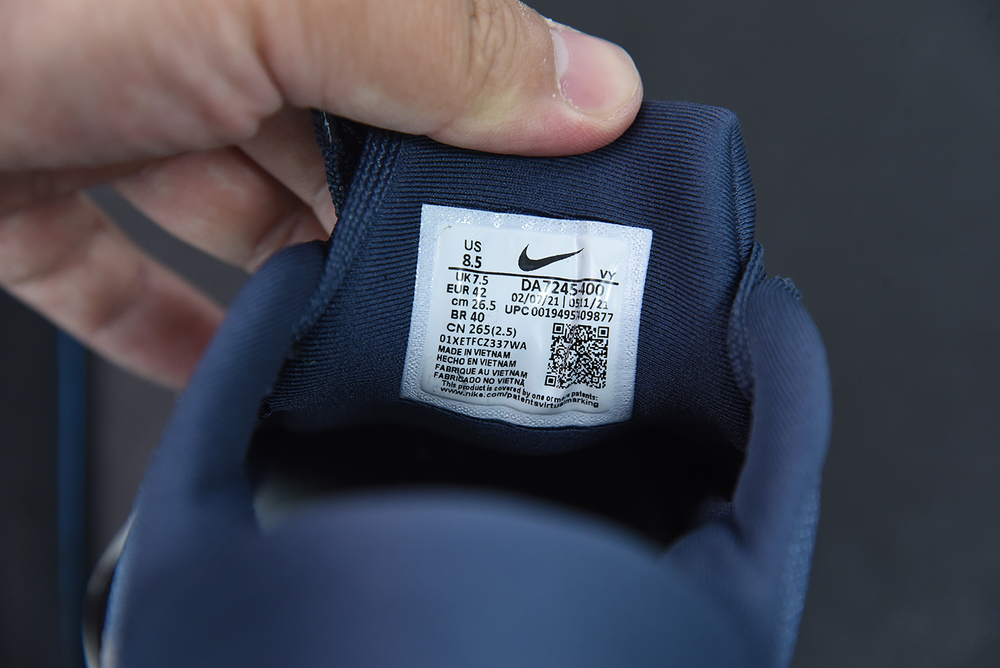 US
8.5
VY
UK 7.5
EUR 42
cm 26.5
BR 40
CN 265(2.5)
DA7245400
02/07/21 | 05/11/21
UPC 0019495409877
01XETFCZ337WA
MADE IN VIETNAM
HECHO EN VIETNAM
FABRIQUE AU VIETNAM
FABRICADO NO VIETNÃ
This product is covered by one or more patents:
www.nike.com/patentsvirtualmarking